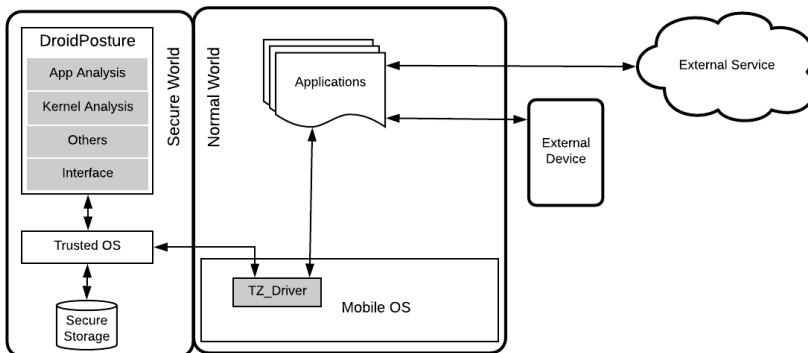 DroidPosture
App Analysis
Kernel Analysis
Others
Interface
Trusted OS
Secure
Storage
Secure World
Normal World
Applications
TZ_Driver
Mobile OS
External Service
External
Device